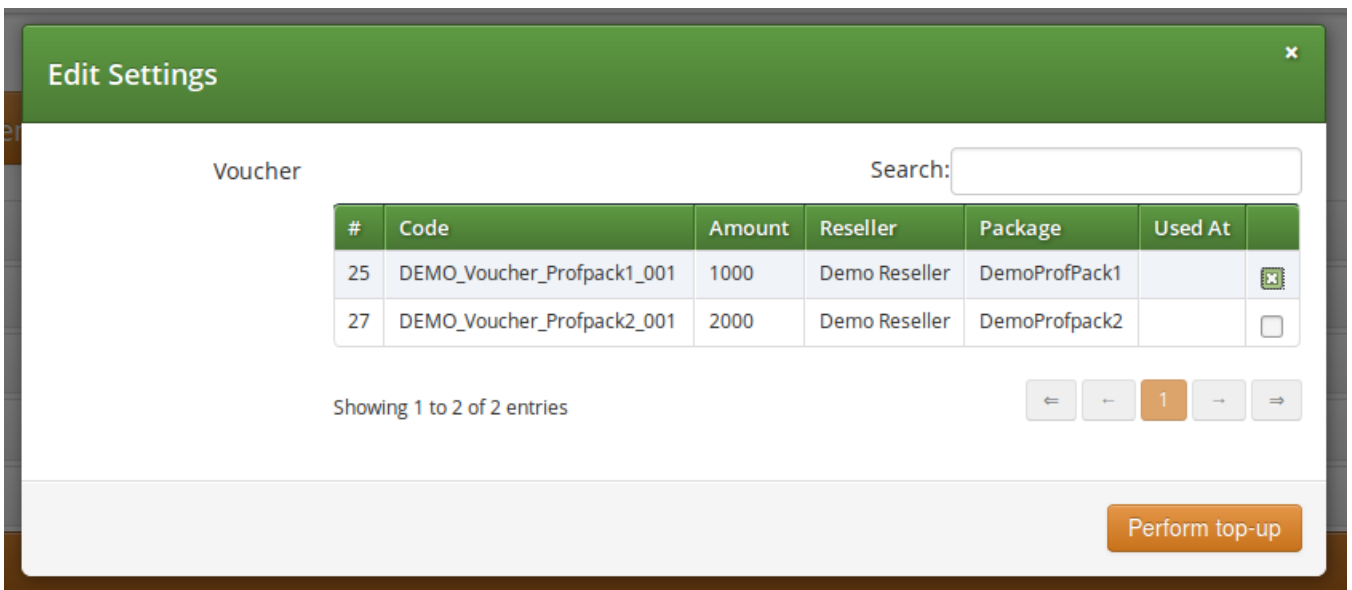 Edit Settings
×
er
Voucher
Search:
# Code Amount Reseller Package Used At
25 DEMO_Voucher_Profpack1_001 1000 Demo Reseller DemoProfPack1
27 DEMO_Voucher_Profpack2_001 2000 Demo Reseller DemoProfpack2
Showing 1 to 2 of 2 entries
⇐ ← 1 → ⇒
Perform top-up